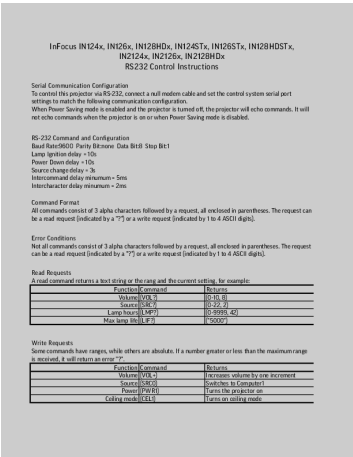 InFocus IN124x, IN126x, IN128HDx, IN124STx, IN126STx, IN128HDSTx,
IN2124x, IN2126x, IN2128HDx
RS232 Control Instructions
Serial Communication Configuration
To control this projector via RS-232, connect a null modem cable and set the control system serial port
settings to match the following communication configuration.
When Power Saving mode is enabled and the projector is turned off, the projector will echo commands. It will
not echo commands when the projector is on or when Power Saving mode is disabled.
RS-232 Command and Configuration
Baud Rate:9600 Parity Bit:none Data Bit:8 Stop Bit:1
Lamp Ignition delay = 10s
Power Down delay = 10s
Source change delay = 3s
Intercommand delay minumum = 5ms
Intercharacter delay minumum = 2ms
Command Format
All commands consist of 3 alpha characters followed by a request, all enclosed in parentheses. The request can
be a read request (indicated by a "?") or a write request (indicated by 1 to 4 ASCII digits).
Error Conditions
Not all commands consist of 3 alpha characters followed by a request, all enclosed in parentheses. The request
can be a read request (indicated by a "?") or a write request (indicated by 1 to 4 ASCII digits).
Read Requests
A read command returns a text string or the rang and the current setting, for example:
Function Command Returns
Volume (VOL?) (0-10, 8)
Source (SRC?) (0-22, 2)
Lamp hours (LMP?) (0-9999, 42)
Max lamp life (LIF?) ("5000")
Write Requests
Some commands have ranges, while others are absolute. If a number greater or less than the maximum range
is received, it will return an error "?".
Function Command Returns
Volume (VOL+) Increases volume by one increment
Source (SRC0) Switches to Computer1
Power (PWR1) Turns the projector on
Ceiling mode (CEL1) Turns on ceiling mode